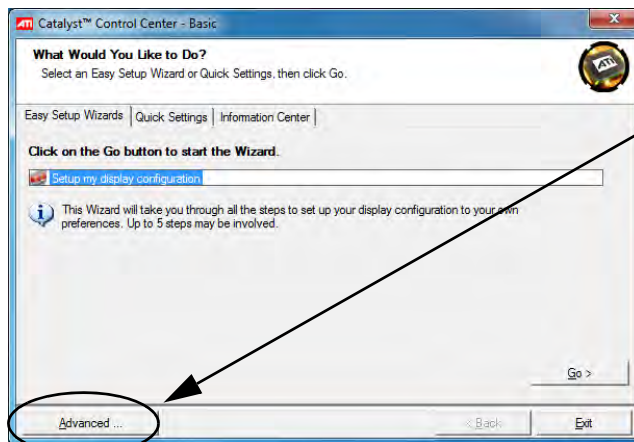 ATI Catalyst™ Control Center - Basic
What Would You Like to Do?
Select an Easy Setup Wizard or Quick Settings, then click Go.
ATI
Easy Setup Wizards Quick Settings Information Center
Click on the Go button to start the Wizard.
Setup my display configuration
This Wizard will take you through all the steps to set up your display configuration to your own
preferences. Up to 5 steps may be involved.
Go >
Advanced ... < Back Exit